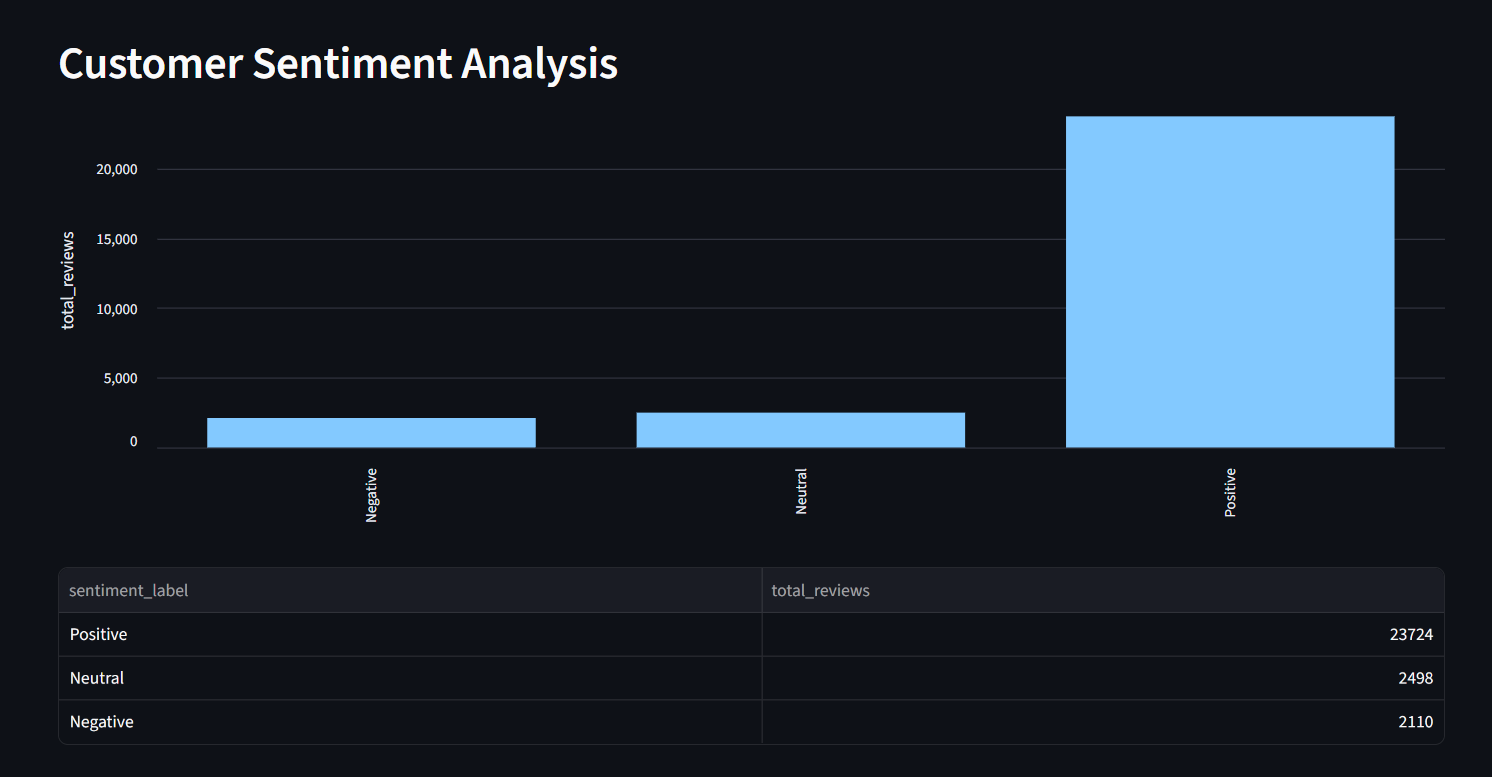 Customer Sentiment Analysis
total_reviews
20,000
15,000
10,000
5,000
0
Negative
Neutral
Positive
sentiment_label total_reviews
Positive 23724
Neutral 2498
Negative 2110